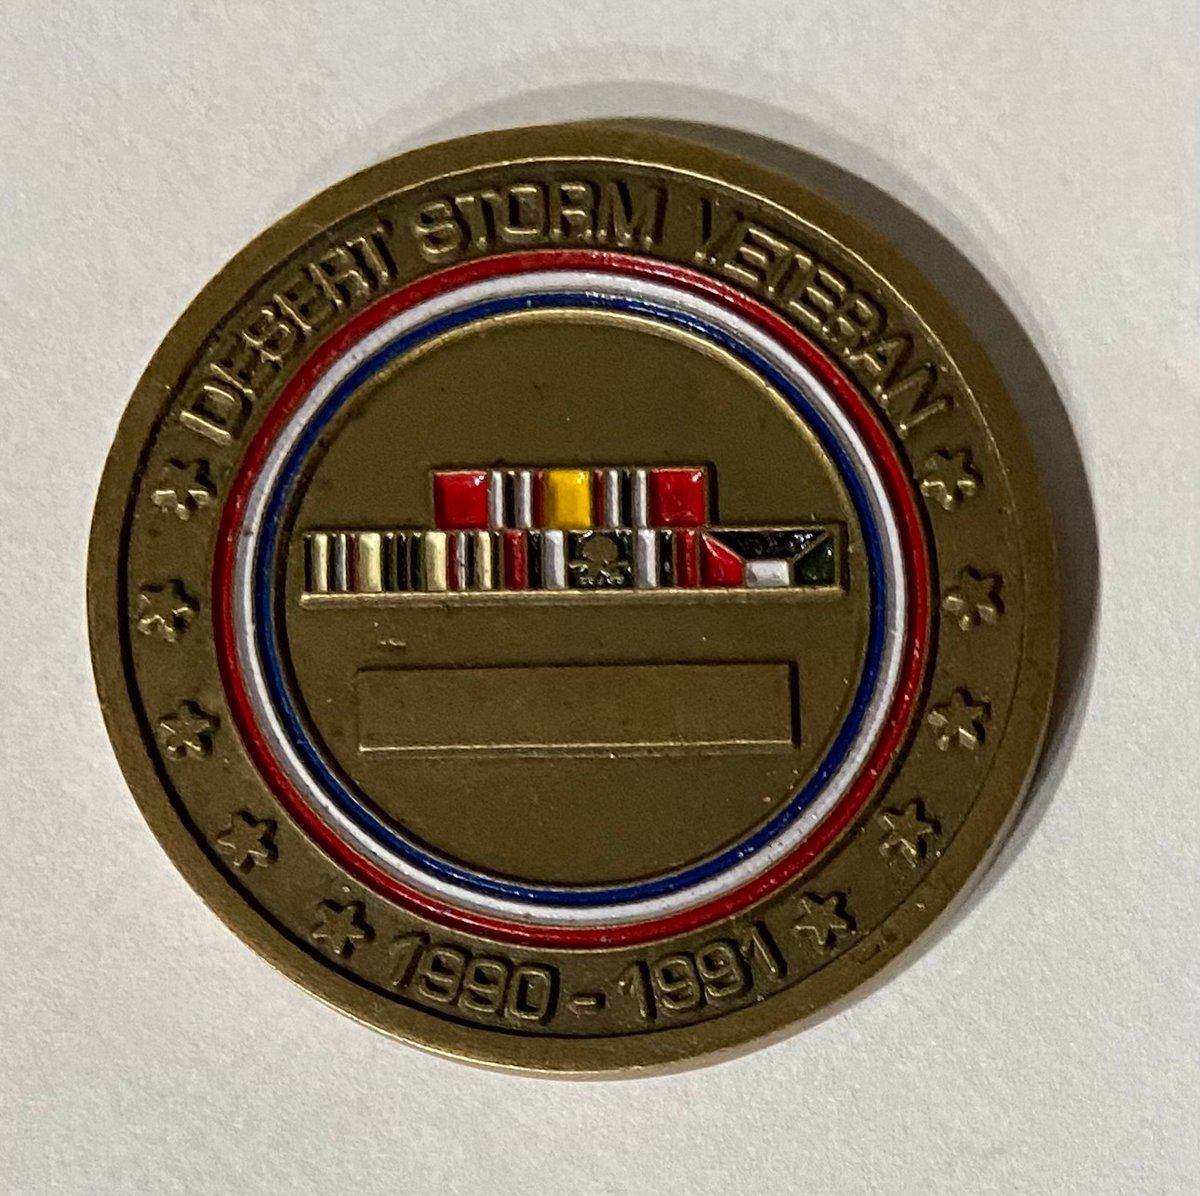 DESERT STORM VETERAN
1990 - 1991